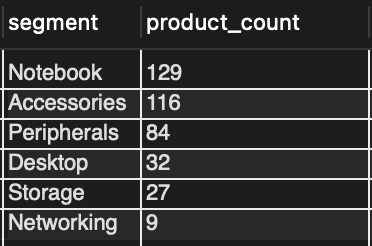 segment product_count
Notebook 129
Accessories 116
Peripherals 84
Desktop 32
Storage 27
Networking 9